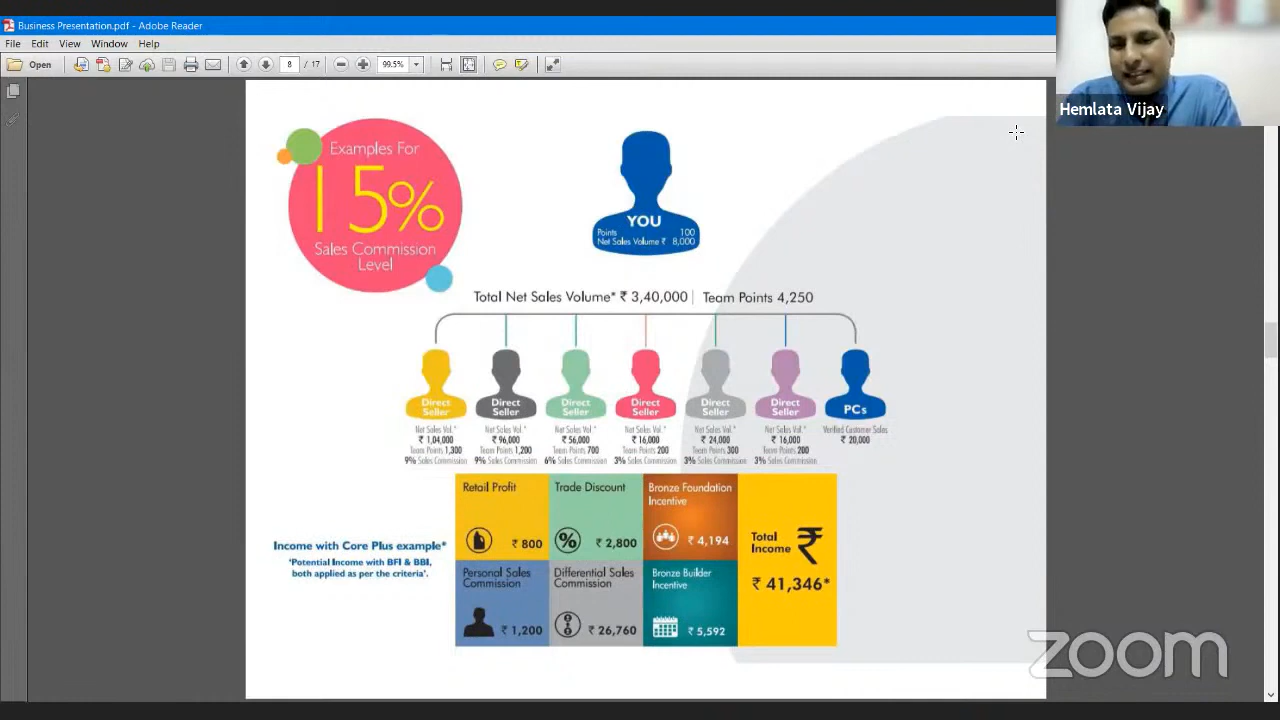 Business Presentation.pdf - Adobe Reader
File Edit View Window Help
Open 8 / 17 99.5%
Hemlata Vijay
Examples For
15%
Sales Commission
Level
YOU
Points 100
Net Sales Volume ₹ 8,000
Total Net Sales Volume* ₹ 3,40,000 | Team Points 4,250
Direct
Seller
Net Sales Vol.*
₹ 1,04,000
Team Points 1,300
9% Sales Commission
Direct
Seller
Net Sales Vol.*
₹ 96,000
Team Points 1,200
9% Sales Commission
Direct
Seller
Net Sales Vol.*
₹ 56,000
Team Points 700
6% Sales Commission
Direct
Seller
Net Sales Vol.*
₹ 16,000
Team Points 200
3% Sales Commission
Direct
Seller
Net Sales Vol.*
₹ 24,000
Team Points 300
3% Sales Commission
Direct
Seller
Net Sales Vol.*
₹ 16,000
Team Points 200
3% Sales Commission
PCs
Verified Customer Sales
₹ 20,000
Income with Core Plus example*
'Potential Income with BFI & BBI,
both applied as per the criteria'.
Retail Profit
₹ 800
Trade Discount
% ₹ 2,800
Bronze Foundation
Incentive
₹ 4,194
Personal Sales
Commission
₹ 1,200
Differential Sales
Commission
₹ 26,760
Bronze Builder
Incentive
₹ 5,592
Total
Income ₹
₹ 41,346*
zoom